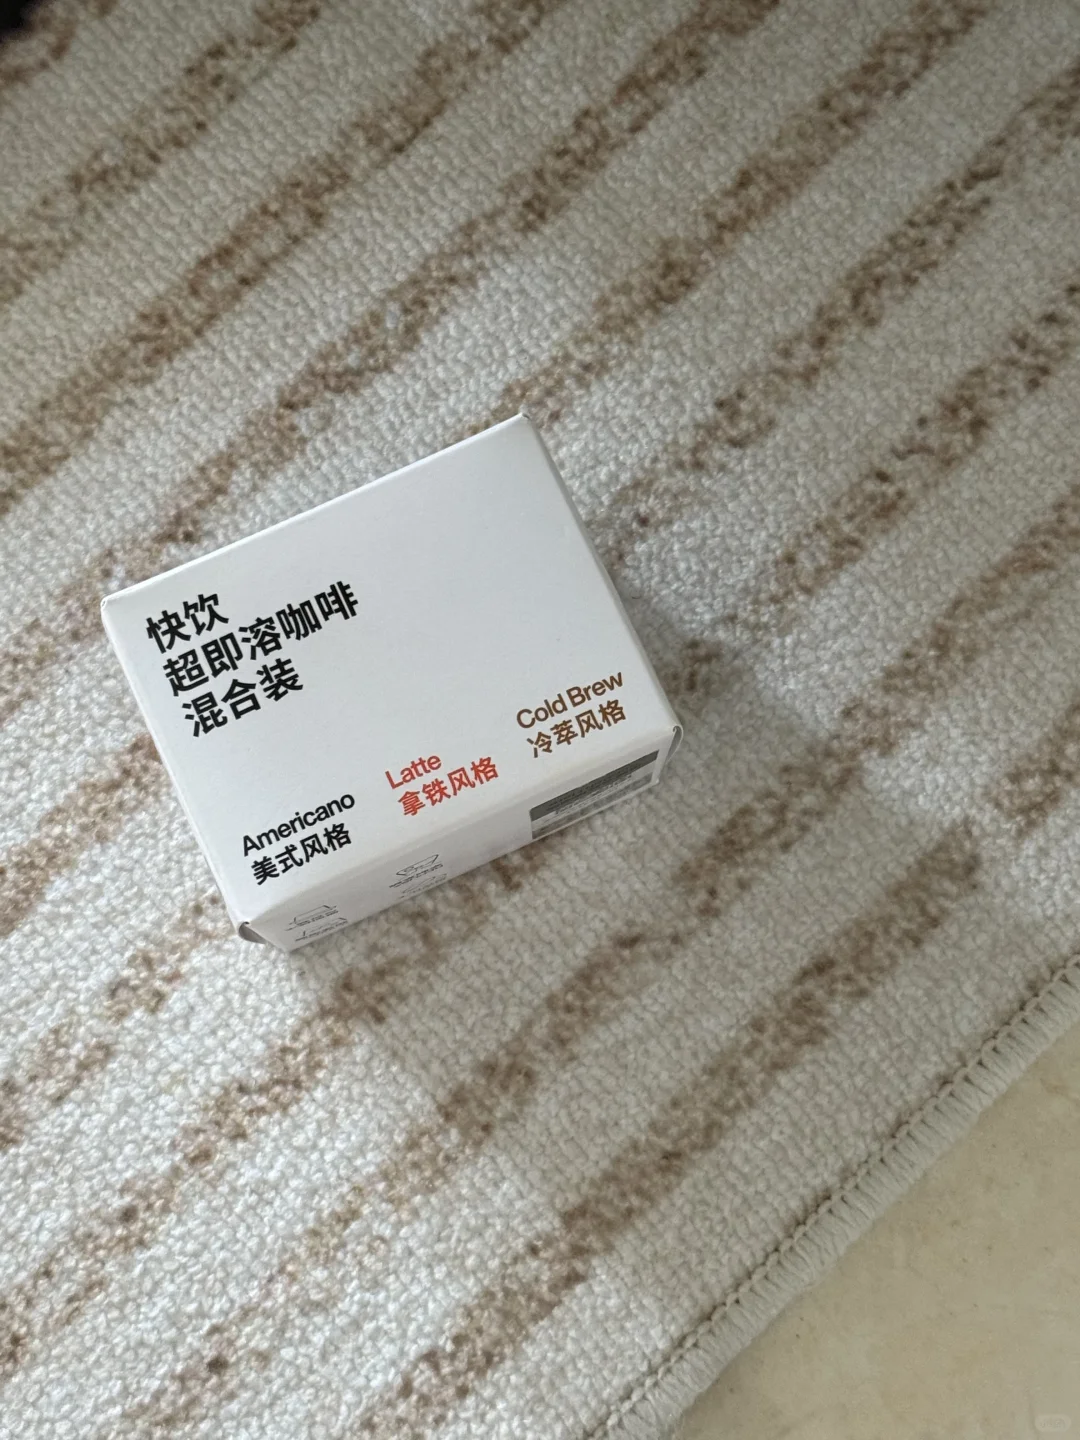 快饮
超即溶咖啡
混合装
Americano
美式风格
Latte
拿铁风格
Cold Brew
冷萃风格